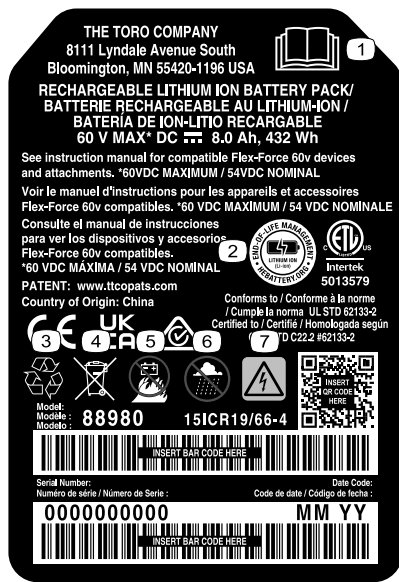 THE TORO COMPANY
8111 Lyndale Avenue South
Bloomington, MN 55420-1196 USA
1
RECHARGEABLE LITHIUM ION BATTERY PACK/
BATTERIE RECHARGEABLE AU LITHIUM-ION /
BATERÍA DE ION-LITIO RECARGABLE
60 V MAX* DC 8.0 Ah, 432 Wh
See instruction manual for compatible Flex-Force 60v devices
and attachments. *60VDC MAXIMUM / 54VDC NOMINAL
Voir le manuel d'instructions pour les appareils et accessoires
Flex-Force 60v compatibles. *60 VDC MAXIMUM / 54 VDC NOMINALE
Consulte el manual de instrucciones
para ver los dispositivos y accesorios
Flex-Force 60v compatibles.
*60 VDC MÁXIMA / 54 VDC NOMINAL
2
END-OF-LIFE MANAGEMENT
LITHIUM ION
(Li-ion)
HEBATTERY.ORG
C ETL US
Intertek
5013579
PATENT: www.ttcopats.com
Country of Origin: China
Conforms to / Conforme à la norme
/ Cumple la norma UL STD 62133-2
Certified to / Certifié / Homologada según
TD C22.2 #62133-2
CE UK CA
3 4 5 6 7
INSERT
QR CODE
HERE
Model:
Modèle :
Modelo :
88980 15ICR19/66-4
INSERT BAR CODE HERE
Serial Number:
Numéro de série / Número de Serie :
Date Code:
Code de date / Código de fecha :
0000000000 MM YY
INSERT BAR CODE HERE